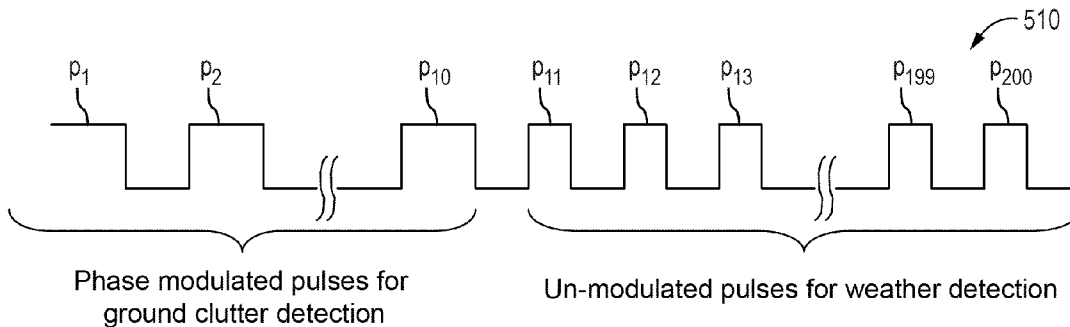 510
p1 p2 p10 p11 p12 p13 p199 p200
Phase modulated pulses for
ground clutter detection
Un-modulated pulses for weather detection